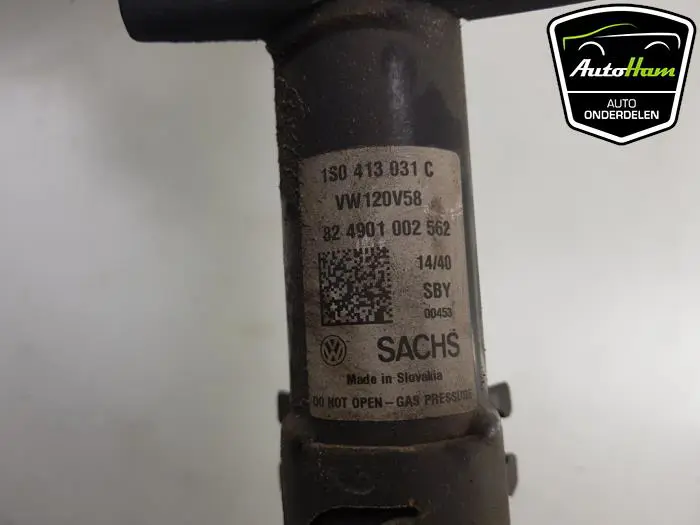 AutoHam
AUTO
ONDERDELEN
1S0 413 031 C
VW120V58
82 4901 002 562
14/40
SBY
00453
SACHS
Made in Slovakia
DO NOT OPEN - GAS PRESSURE